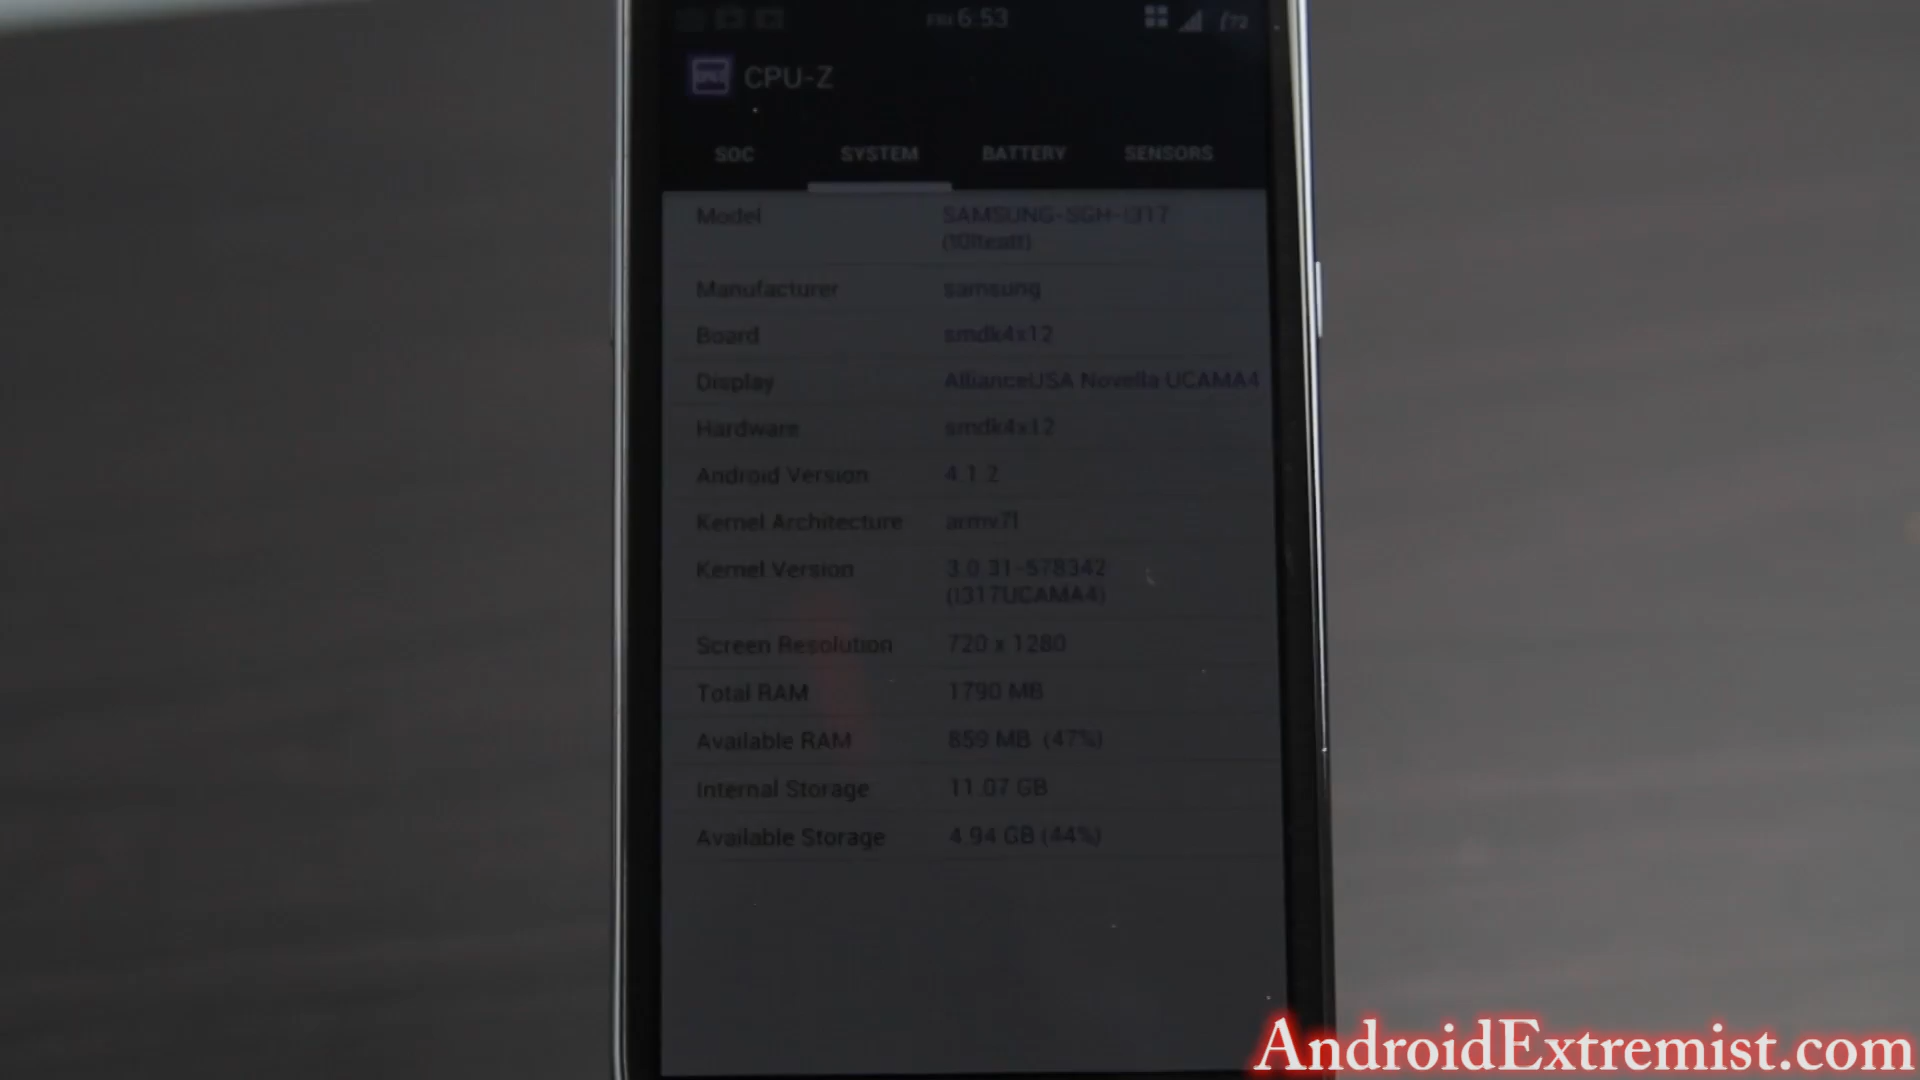 FRI 6:53
CPU-Z
SOC SYSTEM BATTERY SENSORS
Model SAMSUNG-SGH-I317
(t0lteatt)
Manufacturer samsung
Board smdk4x12
Display AllianceUSA Novella UCAMA4
Hardware smdk4x12
Android Version 4.1.2
Kernel Architecture armv7l
Kernel Version 3.0.31-578342
(I317UCAMA4)
Screen Resolution 720 x 1280
Total RAM 1790 MB
Available RAM 859 MB (47%)
Internal Storage 11.07 GB
Available Storage 4.94 GB (44%)
AndroidExtremist.com